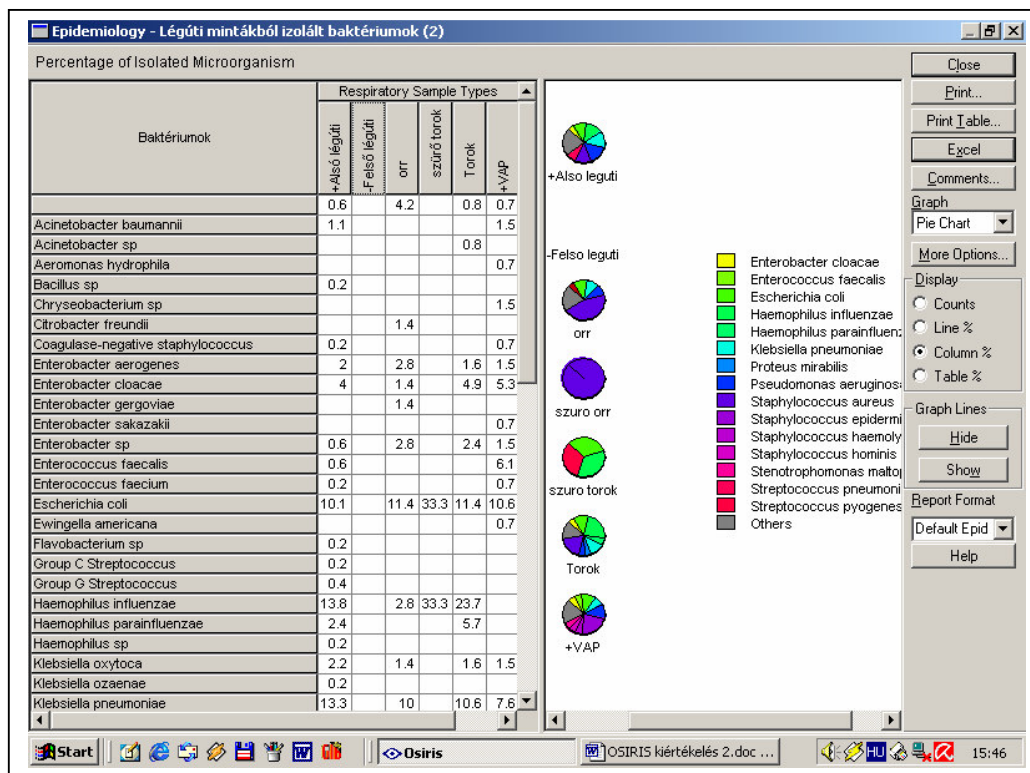 Epidemiology - Légúti mintákból izolált baktériumok (2)
Percentage of Isolated Microorganism
Respiratory Sample Types
Baktériumok
+Alsó légúti
-Felső légúti
orr
szűrő torok
Torok
+VAP
0.6 4.2 0.8 0.7
Acinetobacter baumannii 1.1 1.5
Acinetobacter sp 0.8
Aeromonas hydrophila 0.7
Bacillus sp 0.2
Chryseobacterium sp 1.5
Citrobacter freundii 1.4
Coagulase-negative staphylococcus 0.2 0.7
Enterobacter aerogenes 2 2.8 1.6 1.5
Enterobacter cloacae 4 1.4 4.9 5.3
Enterobacter gergoviae 1.4
Enterobacter sakazakii 0.7
Enterobacter sp 0.6 2.8 2.4 1.5
Enterococcus faecalis 0.6 6.1
Enterococcus faecium 0.2 0.7
Escherichia coli 10.1 11.4 33.3 11.4 10.6
Ewingella americana 0.7
Flavobacterium sp 0.2
Group C Streptococcus 0.2
Group G Streptococcus 0.4
Haemophilus influenzae 13.8 2.8 33.3 23.7
Haemophilus parainfluenzae 2.4 5.7
Haemophilus sp 0.2
Klebsiella oxytoca 2.2 1.4 1.6 1.5
Klebsiella ozaenae 0.2
Klebsiella pneumoniae 13.3 10 10.6 7.6
+Also leguti
-Felso leguti
orr
szuro orr
szuro torok
Torok
+VAP
Enterobacter cloacae
Enterococcus faecalis
Escherichia coli
Haemophilus influenzae
Haemophilus parainfluenz
Klebsiella pneumoniae
Proteus mirabilis
Pseudomonas aeruginosa
Staphylococcus aureus
Staphylococcus epidermi
Staphylococcus haemoly
Staphylococcus hominis
Stenotrophomonas maltop
Streptococcus pneumoni
Streptococcus pyogenes
Others
Close
Print...
Print Table...
Excel
Comments...
Graph
Pie Chart
More Options...
Display
Counts
Line %
Column %
Table %
Graph Lines
Hide
Show
Report Format
Default Epid
Help
Start
Osiris
OSIRIS kiértékelés 2.doc ...
HU
15:46